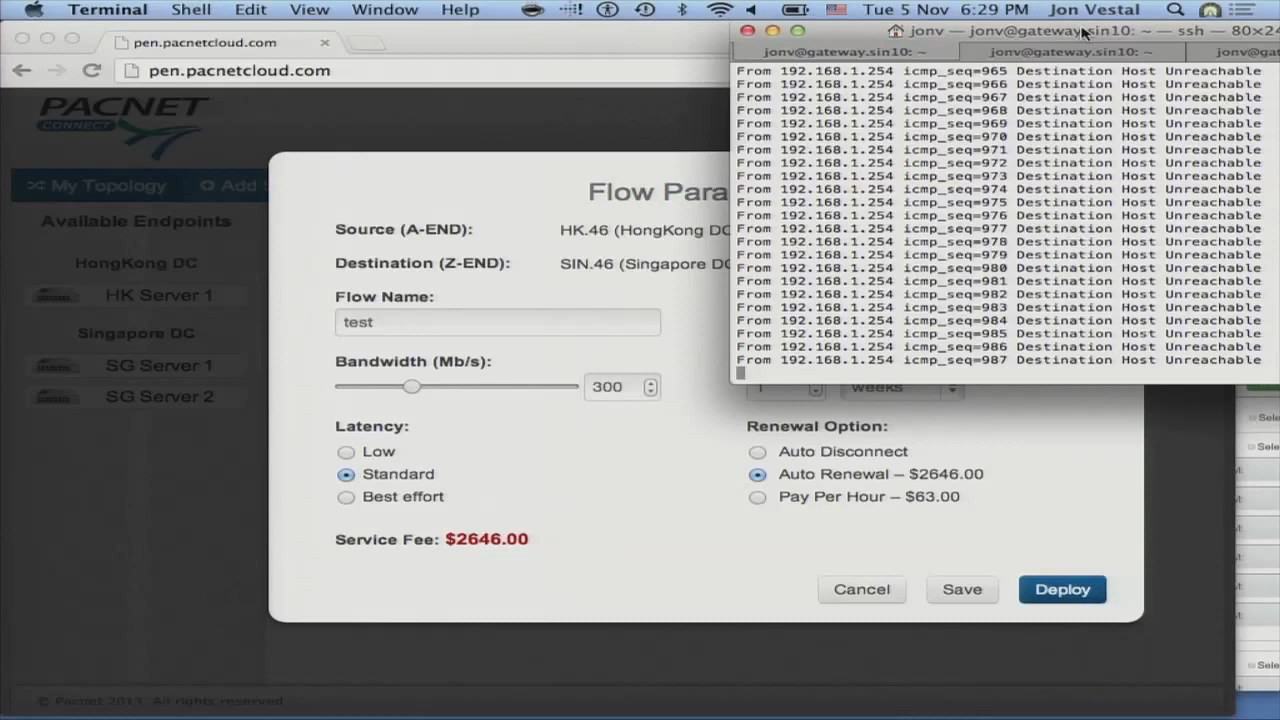 Terminal Shell Edit View Window Help Tue 5 Nov 6:29 PM Jon Vestal
pen.pacnetcloud.com
jonv — jonv@gateway.sin10: ~ — ssh — 80×24
jonv@gateway.sin10: ~ jonv@gateway.sin10: ~ jonv@ga
pen.pacnetcloud.com
From 192.168.1.254 icmp_seq=965 Destination Host Unreachable
From 192.168.1.254 icmp_seq=966 Destination Host Unreachable
From 192.168.1.254 icmp_seq=967 Destination Host Unreachable
From 192.168.1.254 icmp_seq=968 Destination Host Unreachable
From 192.168.1.254 icmp_seq=969 Destination Host Unreachable
From 192.168.1.254 icmp_seq=970 Destination Host Unreachable
From 192.168.1.254 icmp_seq=971 Destination Host Unreachable
From 192.168.1.254 icmp_seq=972 Destination Host Unreachable
From 192.168.1.254 icmp_seq=973 Destination Host Unreachable
From 192.168.1.254 icmp_seq=974 Destination Host Unreachable
From 192.168.1.254 icmp_seq=975 Destination Host Unreachable
From 192.168.1.254 icmp_seq=976 Destination Host Unreachable
From 192.168.1.254 icmp_seq=977 Destination Host Unreachable
From 192.168.1.254 icmp_seq=978 Destination Host Unreachable
From 192.168.1.254 icmp_seq=979 Destination Host Unreachable
From 192.168.1.254 icmp_seq=980 Destination Host Unreachable
From 192.168.1.254 icmp_seq=981 Destination Host Unreachable
From 192.168.1.254 icmp_seq=982 Destination Host Unreachable
From 192.168.1.254 icmp_seq=983 Destination Host Unreachable
From 192.168.1.254 icmp_seq=984 Destination Host Unreachable
From 192.168.1.254 icmp_seq=985 Destination Host Unreachable
From 192.168.1.254 icmp_seq=986 Destination Host Unreachable
From 192.168.1.254 icmp_seq=987 Destination Host Unreachable
PACNET
CONNECT
My Topology Add
Available Endpoints
HongKong DC
HK Server 1
Singapore DC
SG Server 1
SG Server 2
Flow Para
Source (A-END): HK.46 (HongKong DC
Destination (Z-END): SIN.46 (Singapore DC
Flow Name:
test
Bandwidth (Mb/s):
300
1 weeks
Latency:
Low
Standard
Best effort
Renewal Option:
Auto Disconnect
Auto Renewal – $2646.00
Pay Per Hour – $63.00
Service Fee: $2646.00
Cancel Save Deploy
© Pacnet 2013. All rights reserved